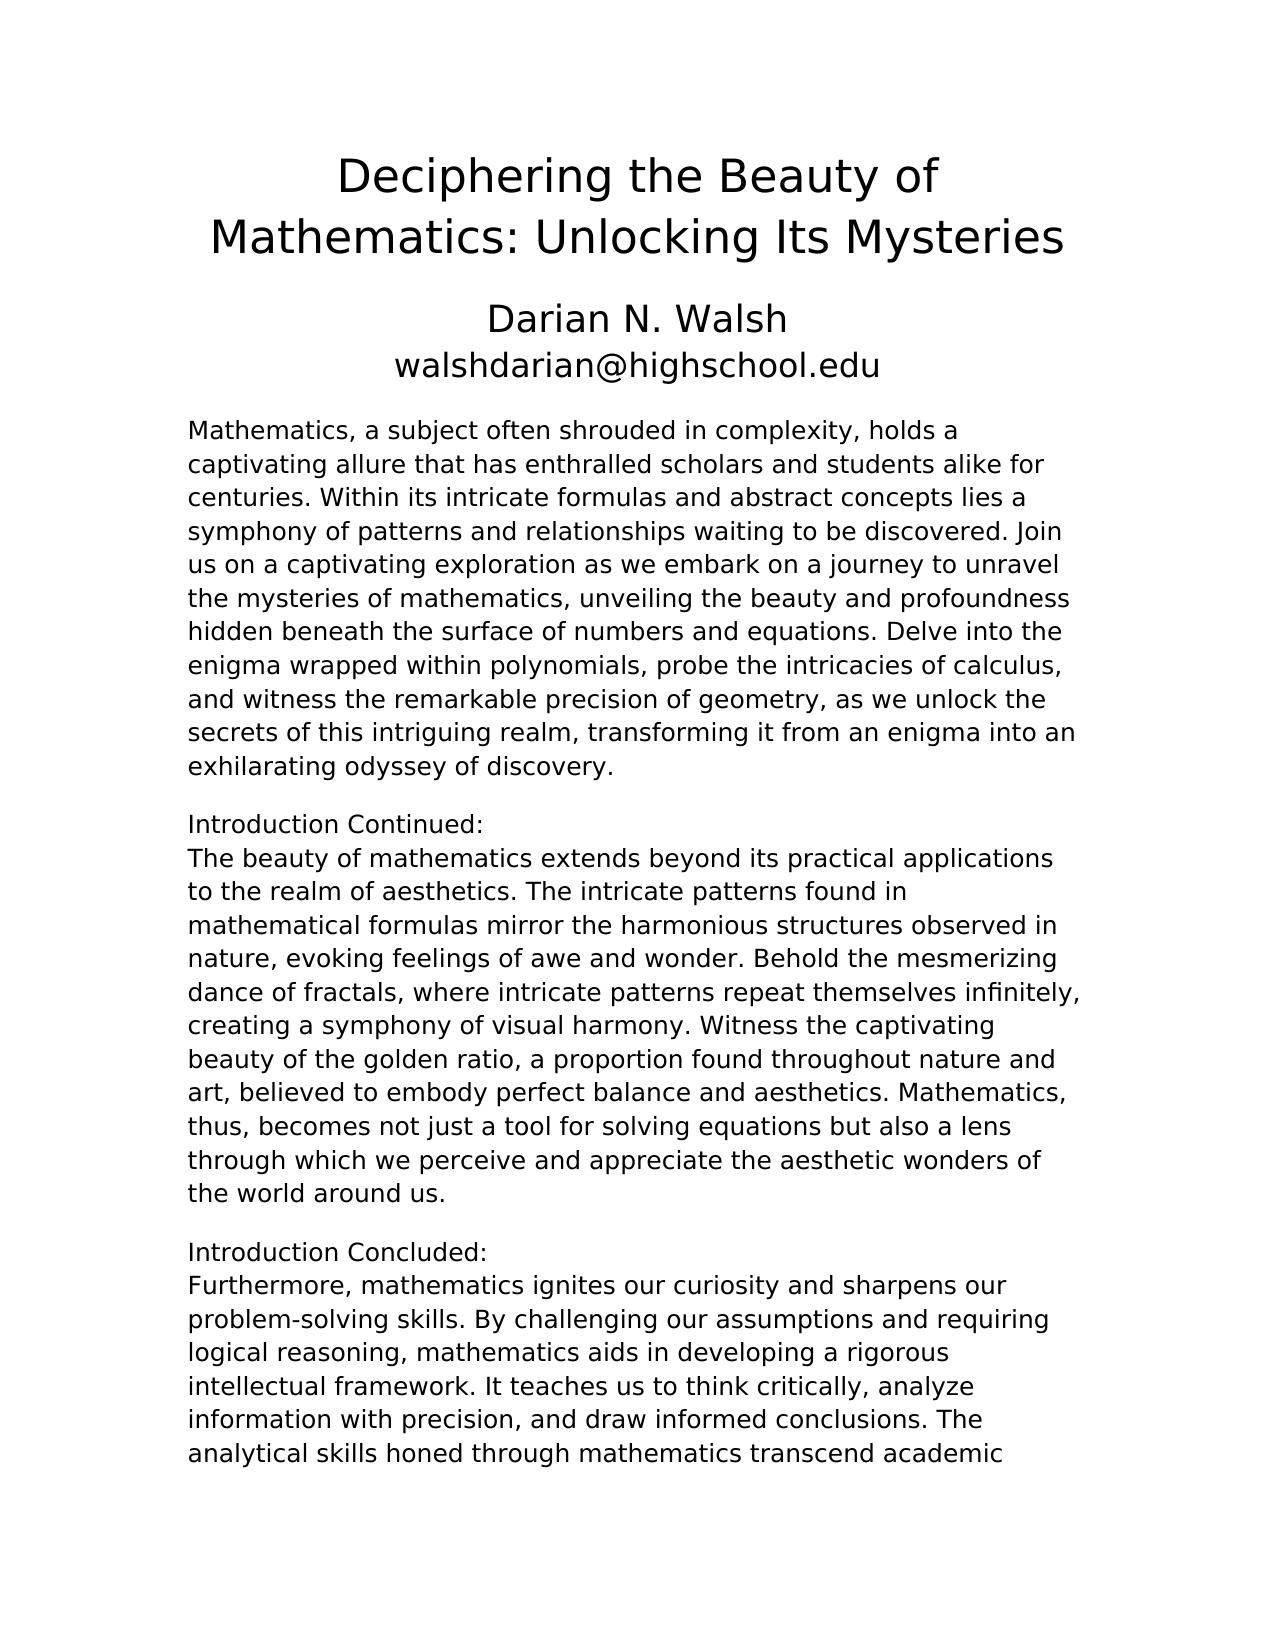 Deciphering the Beauty of
Mathematics: Unlocking Its Mysteries
Darian N. Walsh
walshdarian@highschool.edu
Mathematics, a subject often shrouded in complexity, holds a
captivating allure that has enthralled scholars and students alike for
centuries. Within its intricate formulas and abstract concepts lies a
symphony of patterns and relationships waiting to be discovered. Join
us on a captivating exploration as we embark on a journey to unravel
the mysteries of mathematics, unveiling the beauty and profoundness
hidden beneath the surface of numbers and equations. Delve into the
enigma wrapped within polynomials, probe the intricacies of calculus,
and witness the remarkable precision of geometry, as we unlock the
secrets of this intriguing realm, transforming it from an enigma into an
exhilarating odyssey of discovery.
Introduction Continued:
The beauty of mathematics extends beyond its practical applications
to the realm of aesthetics. The intricate patterns found in
mathematical formulas mirror the harmonious structures observed in
nature, evoking feelings of awe and wonder. Behold the mesmerizing
dance of fractals, where intricate patterns repeat themselves infinitely,
creating a symphony of visual harmony. Witness the captivating
beauty of the golden ratio, a proportion found throughout nature and
art, believed to embody perfect balance and aesthetics. Mathematics,
thus, becomes not just a tool for solving equations but also a lens
through which we perceive and appreciate the aesthetic wonders of
the world around us.
Introduction Concluded:
Furthermore, mathematics ignites our curiosity and sharpens our
problem-solving skills. By challenging our assumptions and requiring
logical reasoning, mathematics aids in developing a rigorous
intellectual framework. It teaches us to think critically, analyze
information with precision, and draw informed conclusions. The
analytical skills honed through mathematics transcend academic